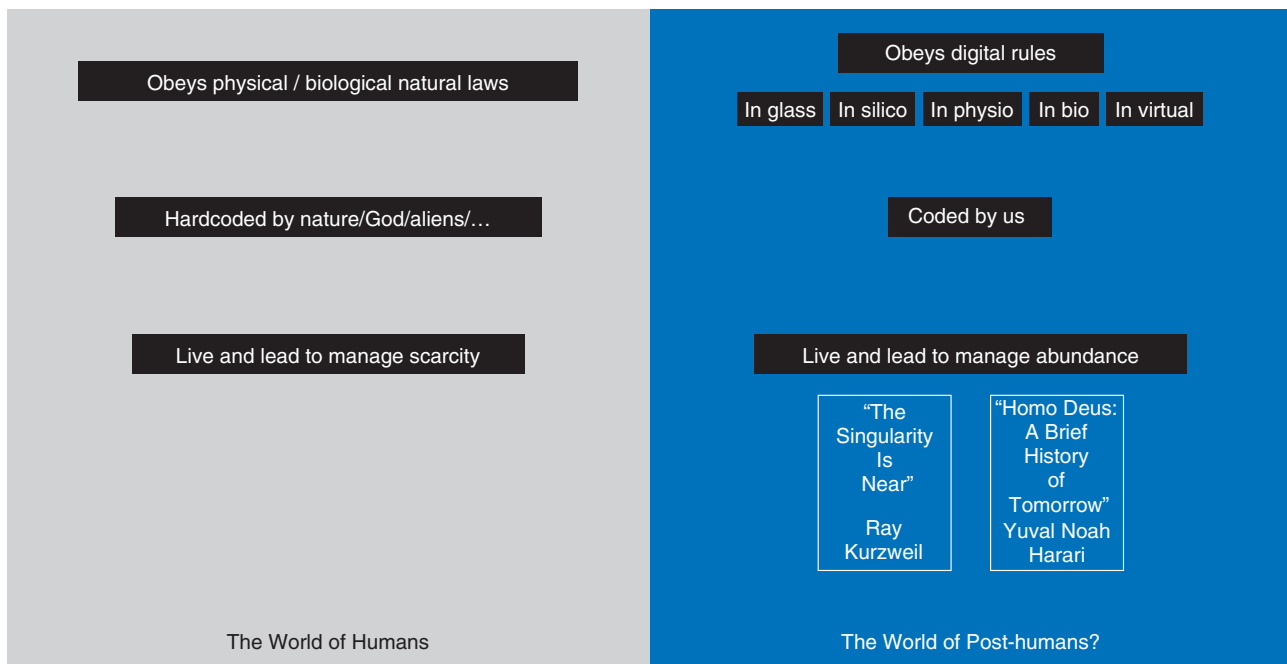 Obeys physical / biological natural laws
Hardcoded by nature/God/aliens/…
Live and lead to manage scarcity
The World of Humans
Obeys digital rules
In glass
In silico
In physio
In bio
In virtual
Coded by us
Live and lead to manage abundance
“The
Singularity
Is
Near”
Ray
Kurzweil
“Homo Deus:
A Brief
History
of
Tomorrow”
Yuval Noah
Harari
The World of Post-humans?